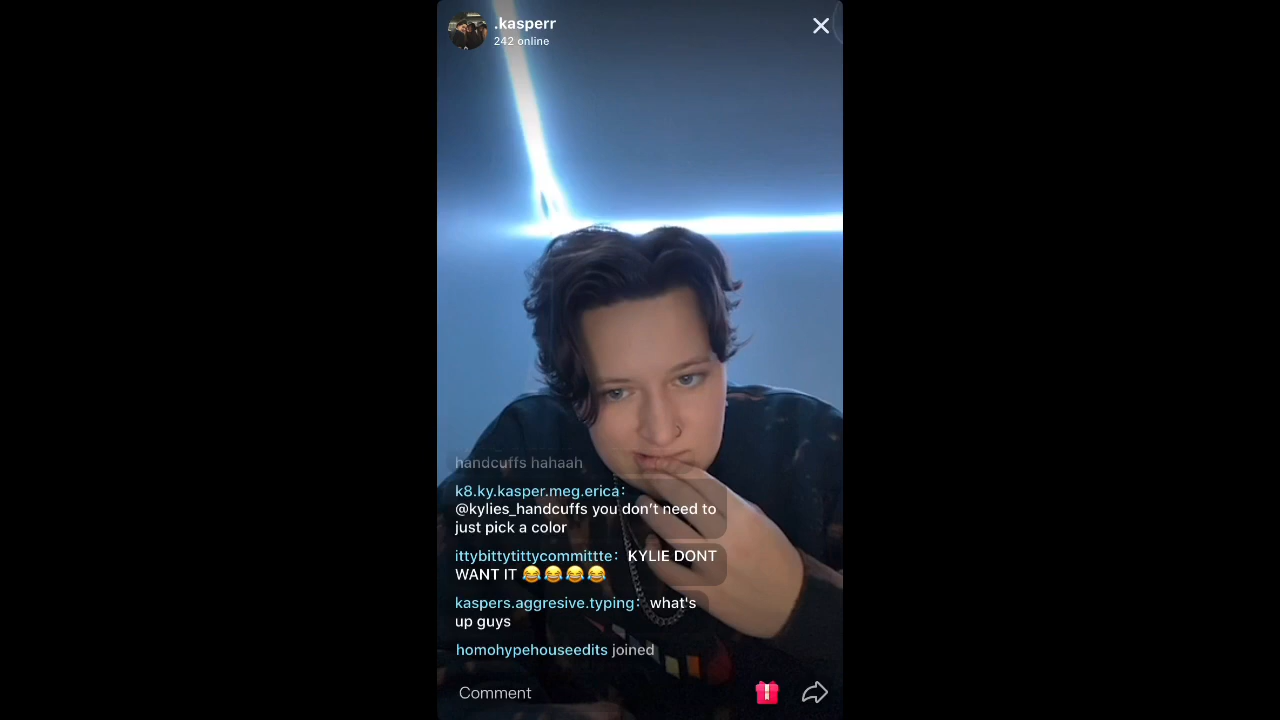 .kasperr
242 online
handcuffs hahaah
k8.ky.kasper.meg.erica:
@kylies_handcuffs you don't need to
just pick a color
ittybittytittycommittte: KYLIE DONT
WANT IT 😂😂😂😂
kaspers.aggresive.typing: what's
up guys
homohypehouseedits joined
Comment